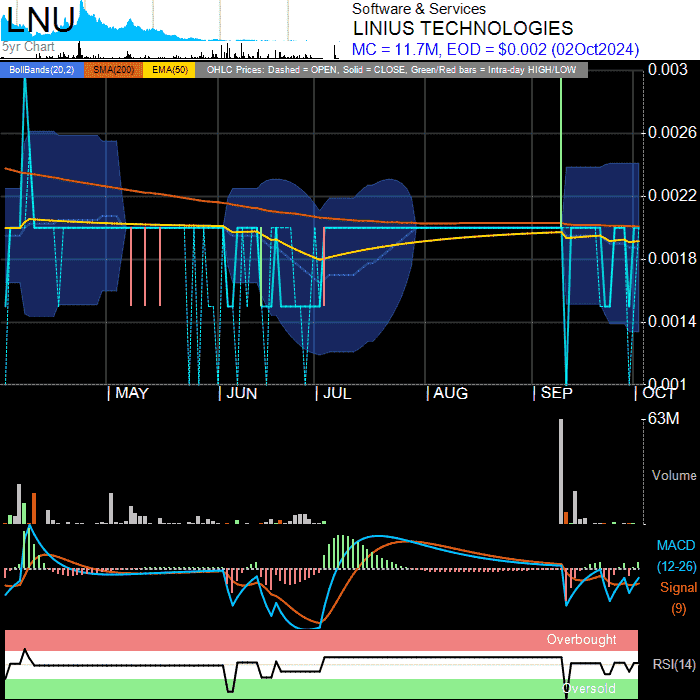 LNU
Software & Services
LINIUS TECHNOLOGIES
5yr Chart
MC = 11.7M, EOD = $0.002 (02Oct2024)
BollBands(20,2) SMA(200) EMA(50) OHLC Prices: Dashed = OPEN, Solid = CLOSE, Green/Red bars = Intra-day HIGH/LOW
0.003
0.0026
0.0022
0.0018
0.0014
0.001
MAY JUN JUL AUG SEP OCT
63M
Volume
MACD
(12-26)
Signal
(9)
Overbought
RSI(14)
Oversold